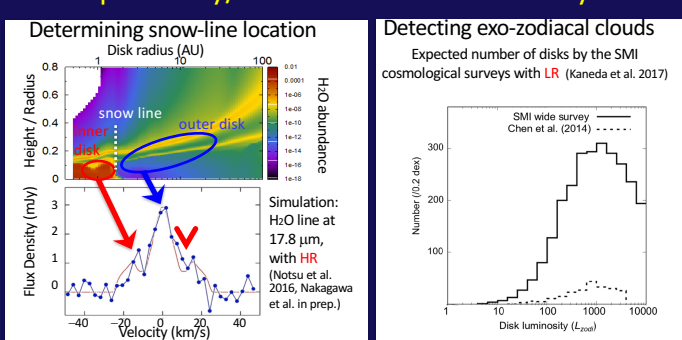 Determining snow-line location
Disk radius (AU)
1
10
100
0.8
0.6
0.4
0.2
0
Height / Radius
snow line
inner disk
outer disk
0.01
0.0001
1e-06
1e-08
1e-10
1e-12
1e-14
1e-16
1e-18
H2O abundance
3
2
1
0
Flux Density (mJy)
-40
-20
0
20
40
Velocity (km/s)
Simulation:
H2O line at
17.8 μm,
with HR
(Notsu et al.
2016, Nakagawa
et al. in prep.)
Detecting exo-zodiacal clouds
Expected number of disks by the SMI
cosmological surveys with LR (Kaneda et al. 2017)
SMI wide survey
Chen et al. (2014)
300
200
100
Number (/0.2 dex)
1
10
100
1000
10000
Disk luminosity (Lzodi)